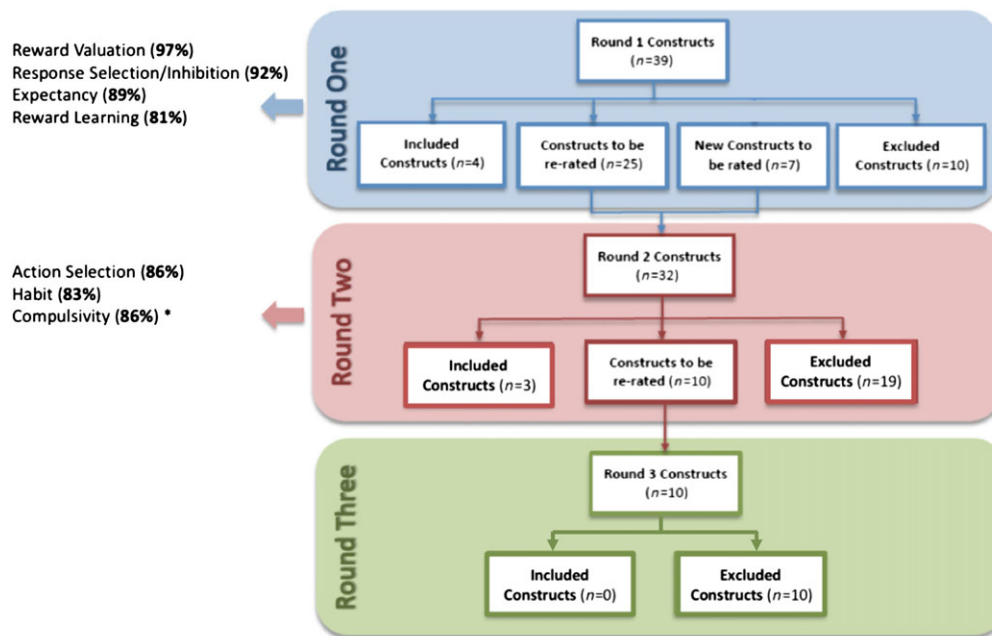 Reward Valuation (97%)
Response Selection/Inhibition (92%)
Expectancy (89%)
Reward Learning (81%)
Round One
Round 1 Constructs
(n=39)
Included
Constructs (n=4)
Constructs to be
re-rated (n=25)
New Constructs to
be rated (n=7)
Excluded
Constructs (n=10)
Action Selection (86%)
Habit (83%)
Compulsivity (86%) *
Round Two
Round 2 Constructs
(n=32)
Included
Constructs (n=3)
Constructs to be
re-rated (n=10)
Excluded
Constructs (n=19)
Round Three
Round 3 Constructs
(n=10)
Included
Constructs (n=0)
Excluded
Constructs (n=10)